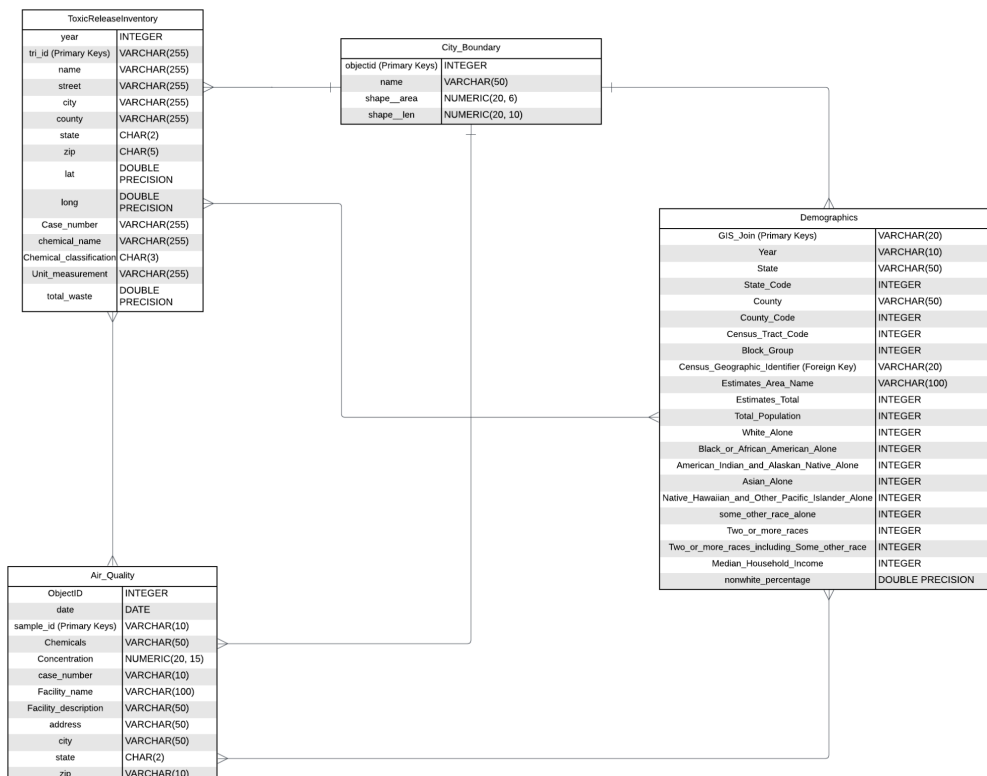 ToxicReleaseInventory
year INTEGER
tri_id (Primary Keys) VARCHAR(255)
name VARCHAR(255)
street VARCHAR(255)
city VARCHAR(255)
county VARCHAR(255)
state CHAR(2)
zip CHAR(5)
lat DOUBLE
PRECISION
long DOUBLE
PRECISION
Case_number VARCHAR(255)
chemical_name VARCHAR(255)
Chemical_classification CHAR(3)
Unit_measurement VARCHAR(255)
total_waste DOUBLE
PRECISION
City_Boundary
objectid (Primary Keys) INTEGER
name VARCHAR(50)
shape__area NUMERIC(20, 6)
shape__len NUMERIC(20, 10)
Demographics
GIS_Join (Primary Keys) VARCHAR(20)
Year VARCHAR(10)
State VARCHAR(50)
State_Code INTEGER
County VARCHAR(50)
County_Code INTEGER
Census_Tract_Code INTEGER
Block_Group INTEGER
Census_Geographic_Identifier (Foreign Key) VARCHAR(20)
Estimates_Area_Name VARCHAR(100)
Estimates_Total INTEGER
Total_Population INTEGER
White_Alone INTEGER
Black_or_African_American_Alone INTEGER
American_Indian_and_Alaskan_Native_Alone INTEGER
Asian_Alone INTEGER
Native_Hawaiian_and_Other_Pacific_Islander_Alone INTEGER
some_other_race_alone INTEGER
Two_or_more_races INTEGER
Two_or_more_races_including_Some_other_race INTEGER
Median_Household_Income INTEGER
nonwhite_percentage DOUBLE PRECISION
Air_Quality
ObjectID INTEGER
date DATE
sample_id (Primary Keys) VARCHAR(10)
Chemicals VARCHAR(50)
Concentration NUMERIC(20, 15)
case_number VARCHAR(10)
Facility_name VARCHAR(100)
Facility_description VARCHAR(50)
address VARCHAR(50)
city VARCHAR(50)
state CHAR(2)
zip VARCHAR(10)